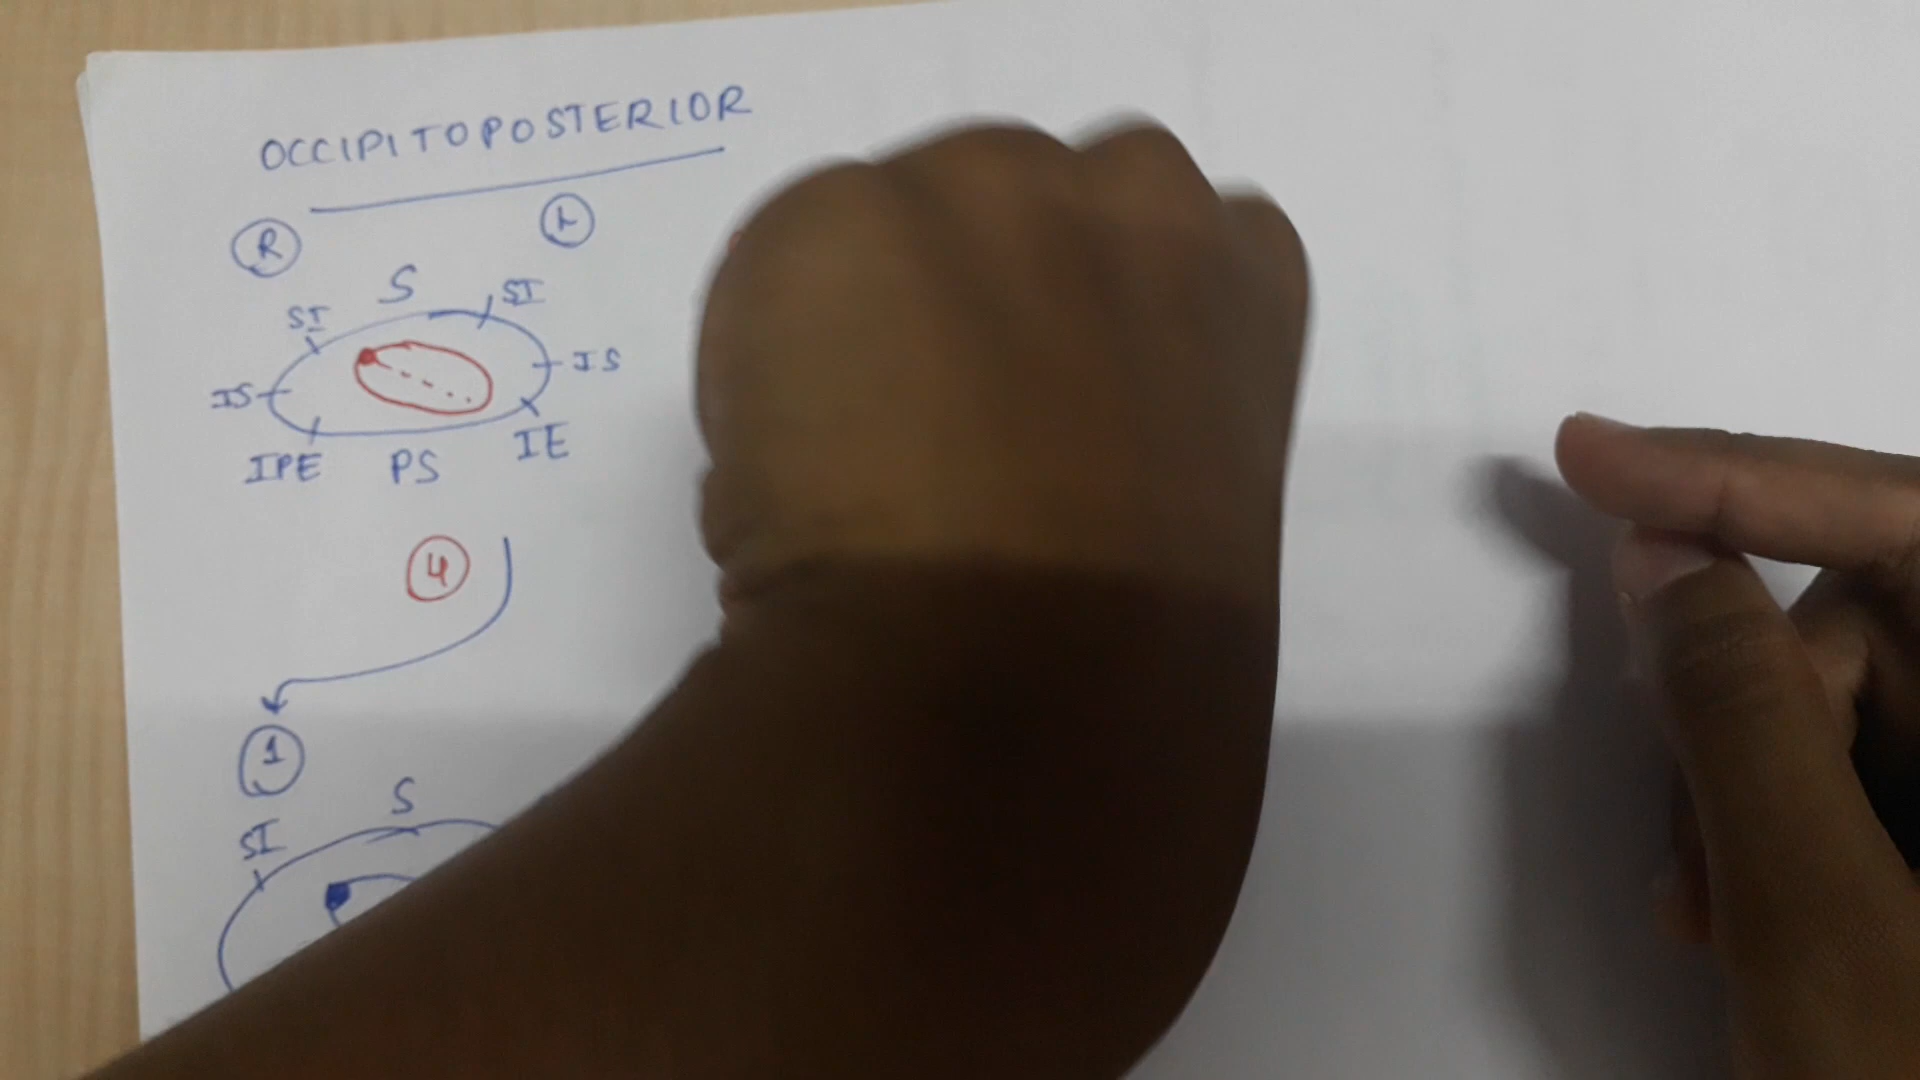 OCCIPITOPOSTERIOR
R L
S
SI SI
IS IS
IPE PS IE
4
1
S
SI